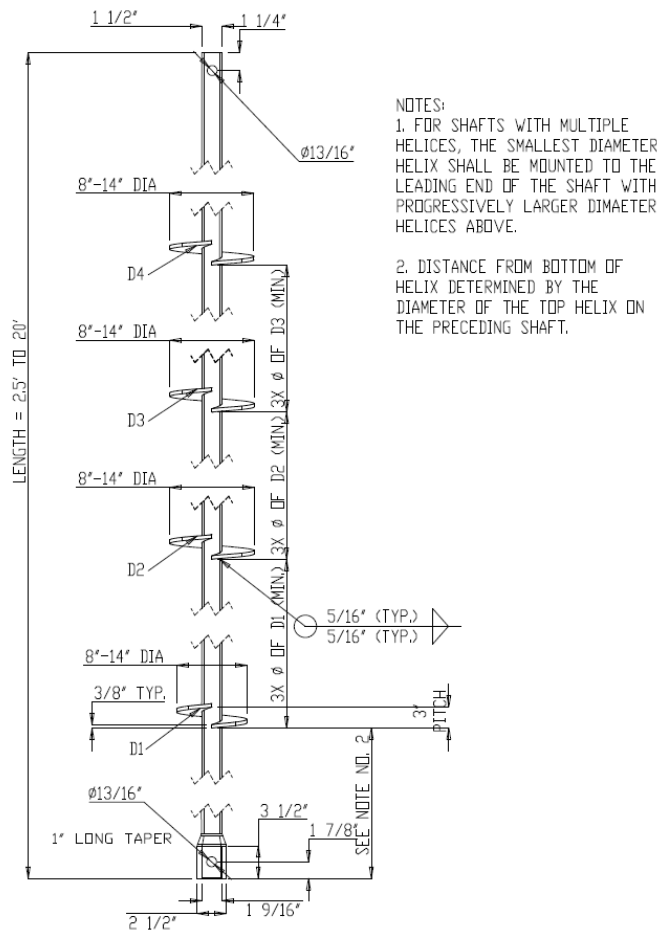 1 1/2"
1 1/4"
Ø13/16"
NOTES:
1. FOR SHAFTS WITH MULTIPLE
HELICES, THE SMALLEST DIAMETER
HELIX SHALL BE MOUNTED TO THE
LEADING END OF THE SHAFT WITH
PROGRESSIVELY LARGER DIMAETER
HELICES ABOVE.
2. DISTANCE FROM BOTTOM OF
HELIX DETERMINED BY THE
DIAMETER OF THE TOP HELIX ON
THE PRECEDING SHAFT.
LENGTH = 2.5' TO 20'
8"-14" DIA
D4
3X Ø OF D3 (MIN.)
8"-14" DIA
D3
3X Ø OF D2 (MIN.)
8"-14" DIA
D2
3X Ø OF D1 (MIN.)
5/16" (TYP.)
5/16" (TYP.)
8"-14" DIA
3/8" TYP.
D1
3"
PITCH
SEE NOTE NO. 2
Ø13/16"
1" LONG TAPER
3 1/2"
1 7/8"
1 9/16"
2 1/2"